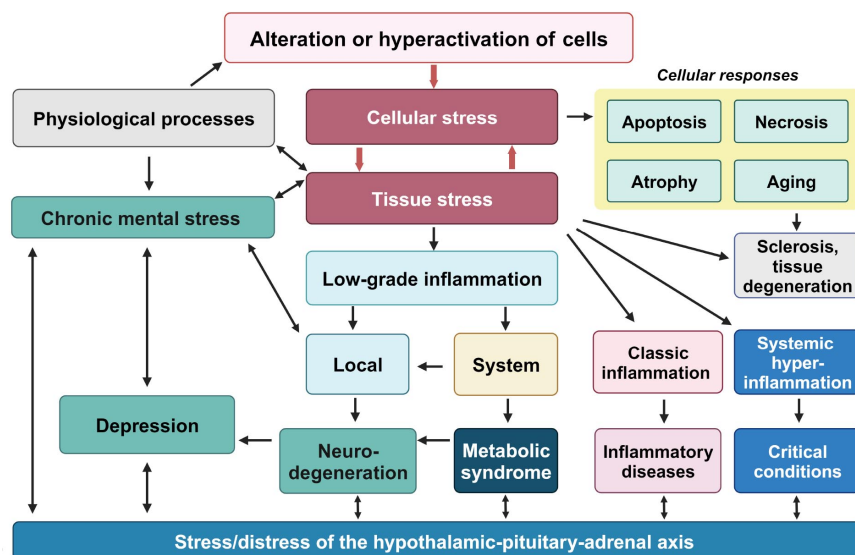 Alteration or hyperactivation of cells
Cellular responses
Physiological processes
Cellular stress
Apoptosis
Necrosis
Atrophy
Aging
Tissue stress
Chronic mental stress
Sclerosis,
tissue
degeneration
Low-grade inflammation
Local
System
Classic
inflammation
Systemic
hyper-
inflammation
Depression
Neuro-
degeneration
Metabolic
syndrome
Inflammatory
diseases
Critical
conditions
Stress/distress of the hypothalamic-pituitary-adrenal axis